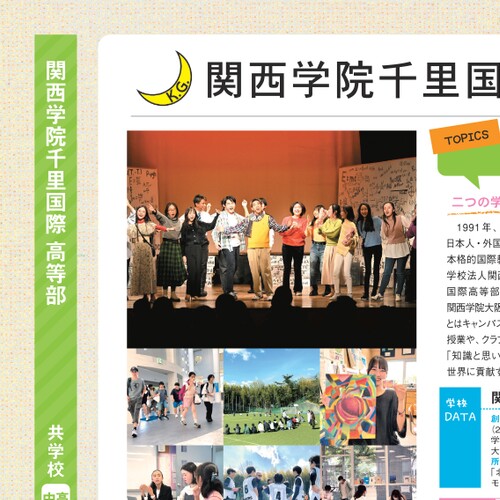 関西学院千里国際 高等部
共学校
中高
K.G.
関西学院千里国
TOPICS
二つの学
1991年、
日本人・外国
本格的国際
学校法人関
国際高等部
関西学院大阪
とはキャンパス
授業や、クラブ
「知識と思い
世界に貢献す
学校
DATA
関
創
(2
学
大
所
「北
モ